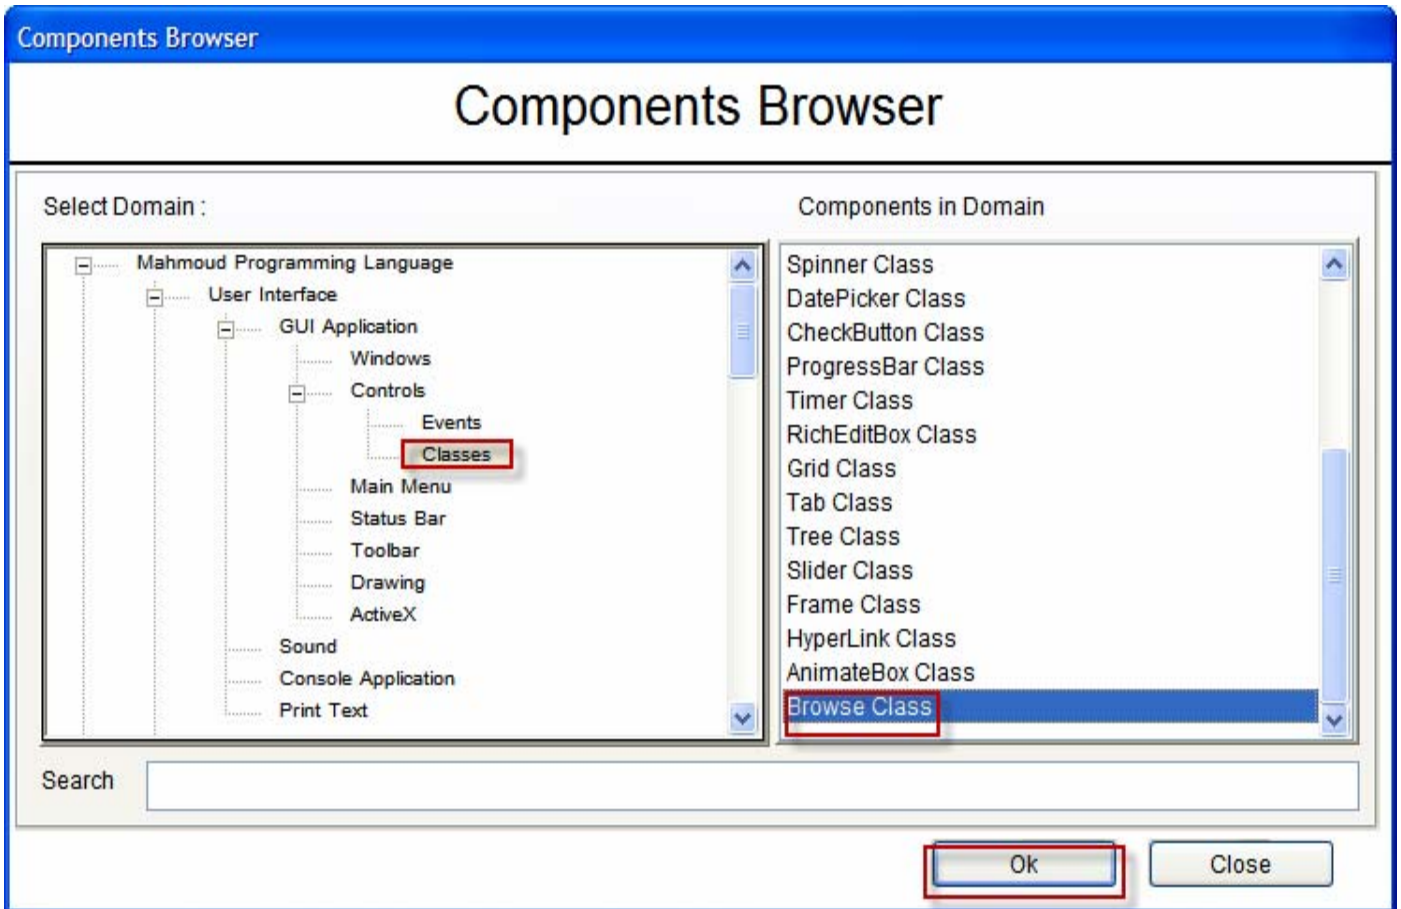 Components Browser
Components Browser
Select Domain :
Mahmoud Programming Language
User Interface
GUI Application
Windows
Controls
Events
Classes
Main Menu
Status Bar
Toolbar
Drawing
ActiveX
Sound
Console Application
Print Text
Components in Domain
Spinner Class
DatePicker Class
CheckButton Class
ProgressBar Class
Timer Class
RichEditBox Class
Grid Class
Tab Class
Tree Class
Slider Class
Frame Class
HyperLink Class
AnimateBox Class
Browse Class
Search
Ok
Close